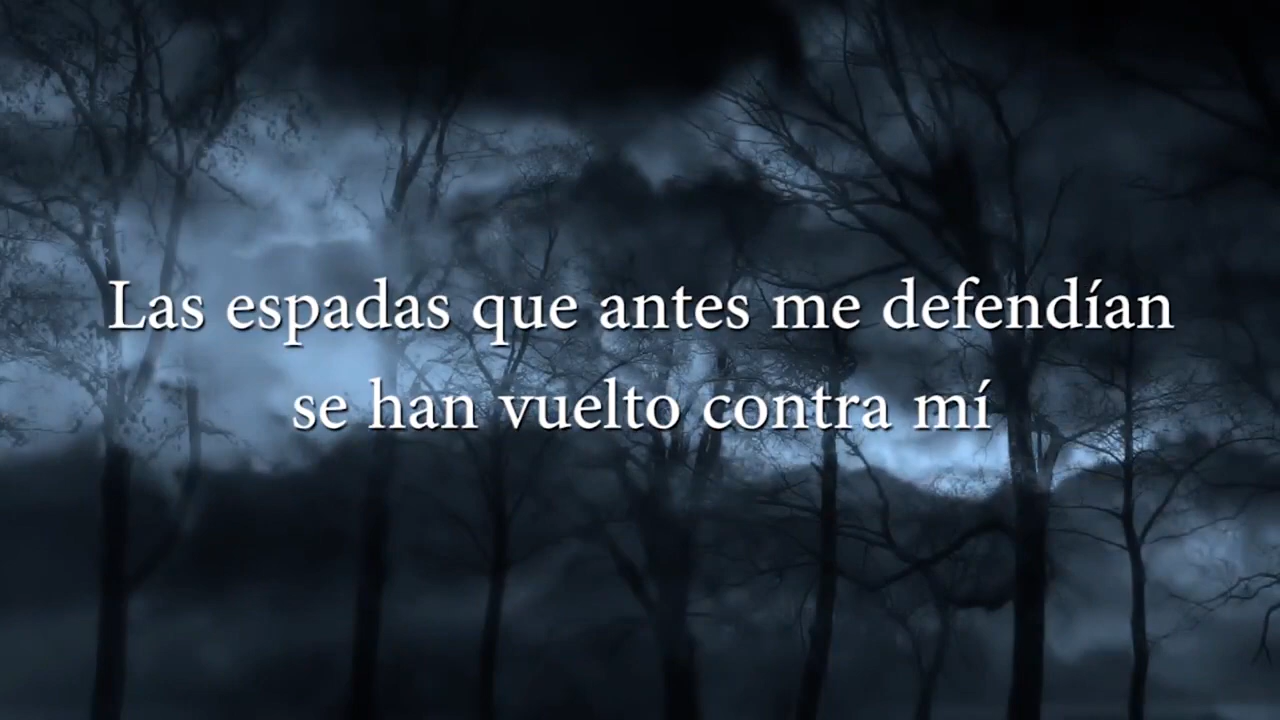 Las espadas que antes me defendían
se han vuelto contra mí